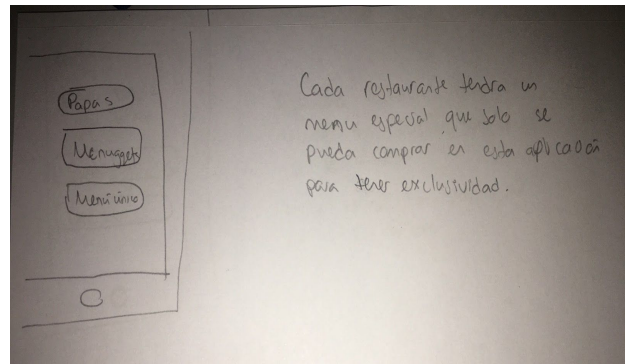 Papas
Menuggets
Menú único
Cada restaurante tendra un
menu especial que solo se
pueda comprar en esta aplicación
para tener exclusividad.